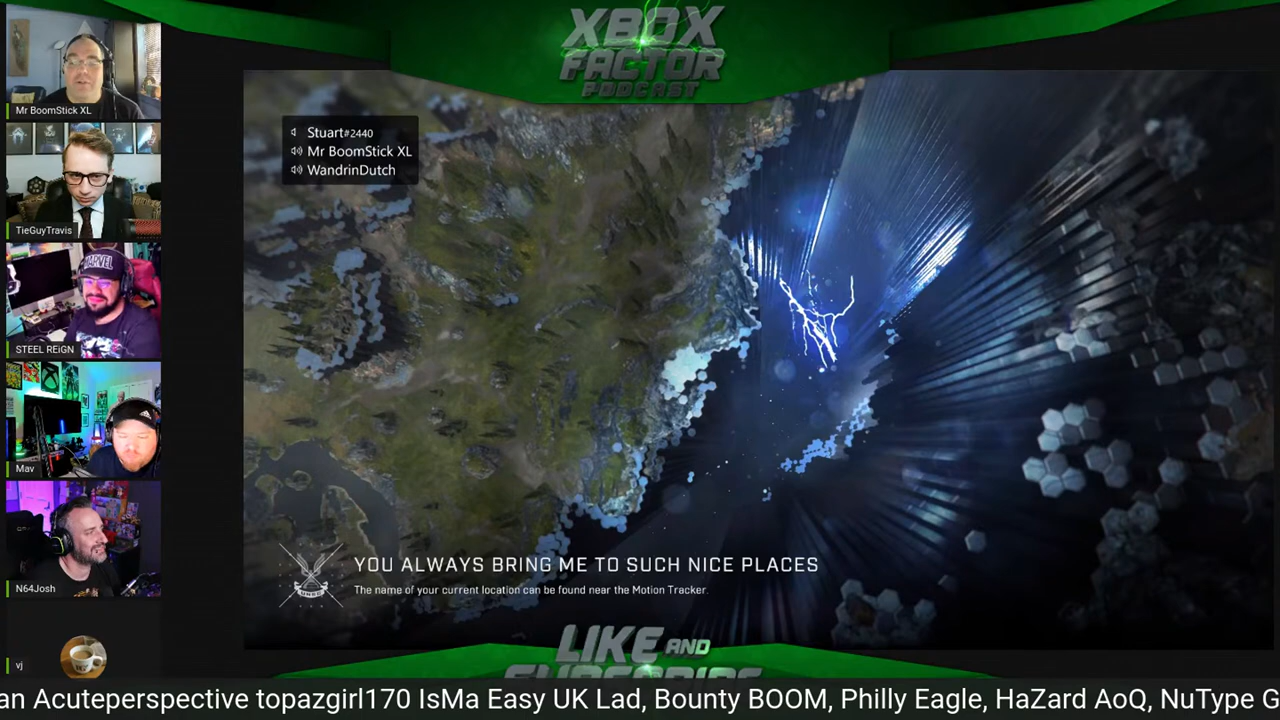 XBOX
FACTOR
PODCAST
Mr BoomStick XL
TieGuyTravis
MARVEL
STEEL REiGN
Mav
N64Josh
vj
Stuart#2440
Mr BoomStick XL
WandrinDutch
YOU ALWAYS BRING ME TO SUCH NICE PLACES
The name of your current location can be found near the Motion Tracker.
UNSC
LIKE AND
SUBSCRIBE
an Acuteperspective topazgirl170 IsMa Easy UK Lad, Bounty BOOM, Philly Eagle, HaZard AoQ, NuType G